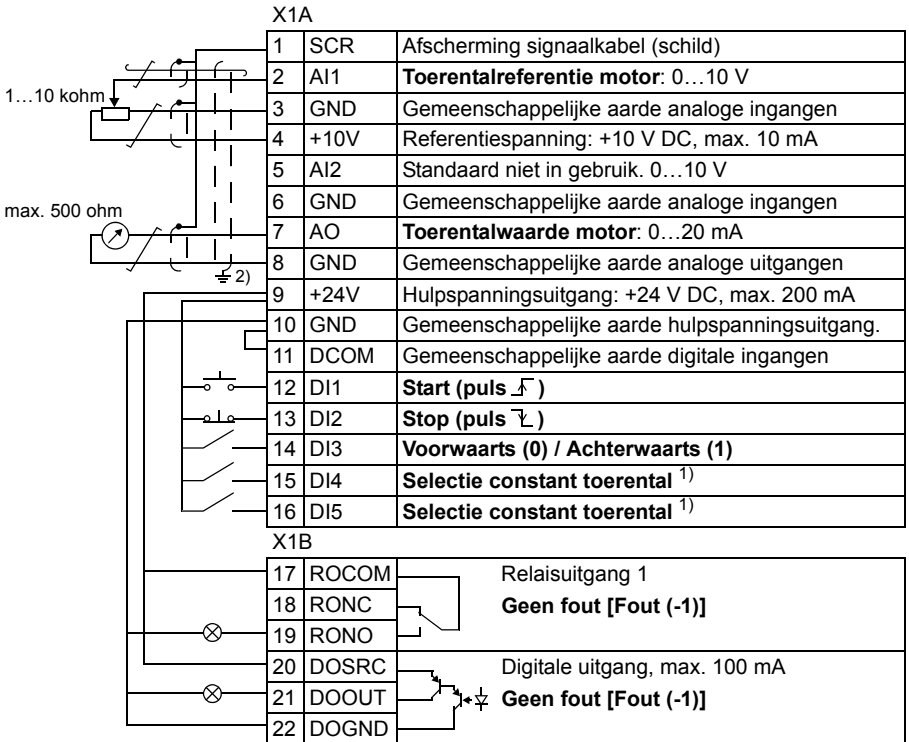 X1A
1 SCR Afscherming signaalkabel (schild)
2 AI1 Toerentalreferentie motor: 0…10 V
1…10 kohm
3 GND Gemeenschappelijke aarde analoge ingangen
4 +10V Referentiespanning: +10 V DC, max. 10 mA
5 AI2 Standaard niet in gebruik. 0…10 V
6 GND Gemeenschappelijke aarde analoge ingangen
max. 500 ohm
7 AO Toerentalwaarde motor: 0…20 mA
8 GND Gemeenschappelijke aarde analoge uitgangen
2)
9 +24V Hulpspanningsuitgang: +24 V DC, max. 200 mA
10 GND Gemeenschappelijke aarde hulpspanningsuitgang.
11 DCOM Gemeenschappelijke aarde digitale ingangen
12 DI1 Start (puls )
13 DI2 Stop (puls )
14 DI3 Voorwaarts (0) / Achterwaarts (1)
15 DI4 Selectie constant toerental 1)
16 DI5 Selectie constant toerental 1)
X1B
17 ROCOM Relaisuitgang 1
18 RONC Geen fout [Fout (-1)]
19 RONO
20 DOSRC Digitale uitgang, max. 100 mA
21 DOOUT Geen fout [Fout (-1)]
22 DOGND